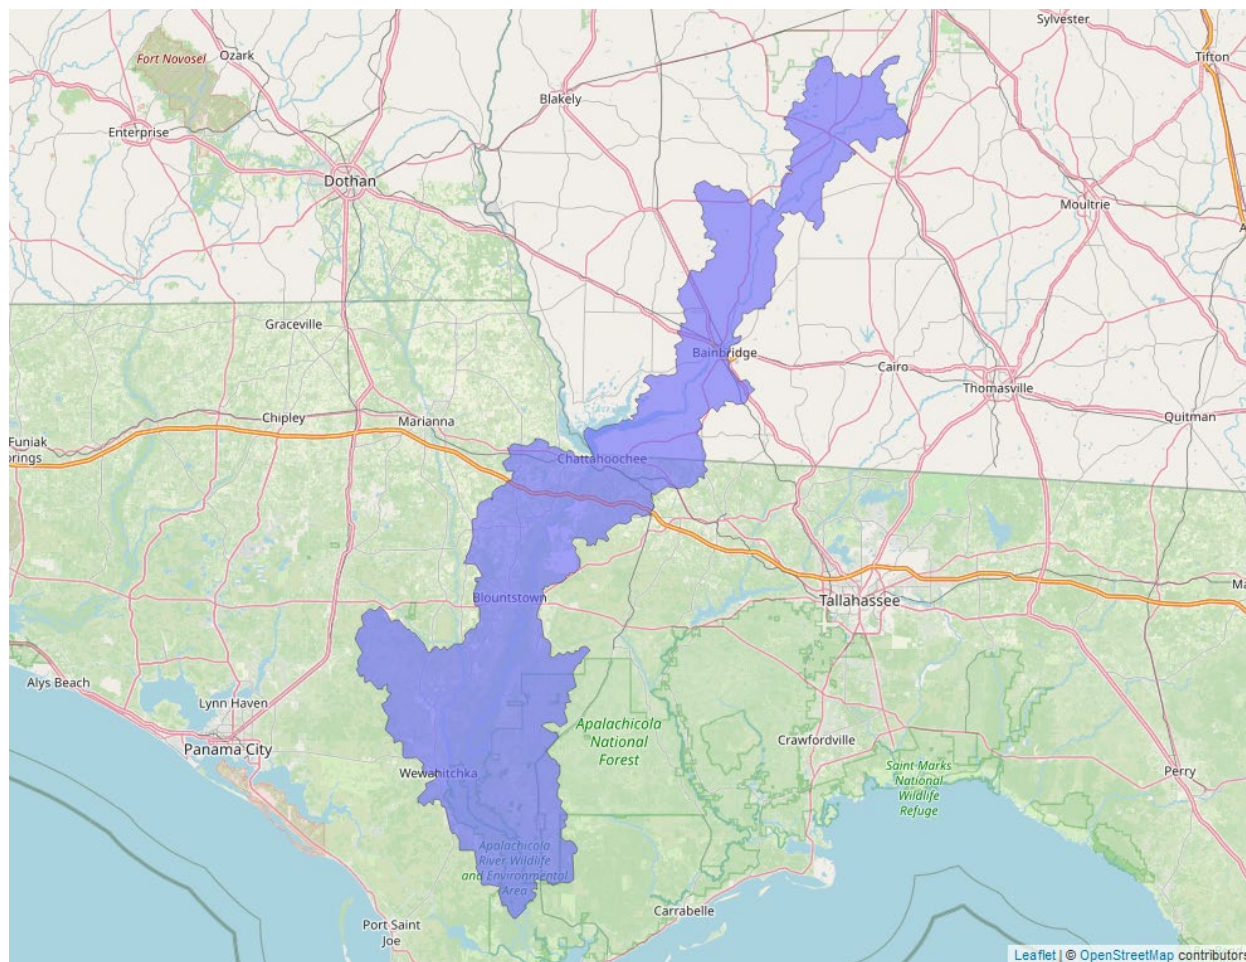 Sylvester
Fort Novosel
Ozark
Tifton
Blakely
Enterprise
Dothan
Moultrie
A
Graceville
Bainbridge
Cairo
Thomasville
Chipley
Marianna
Quitman
Funiak
orings
Chattahoochee
Ma
Blountstown
Tallahassee
Alys Beach
Lynn Haven
Apalachicola
National
Forest
Panama City
Crawfordville
Saint Marks
National
Wildlife
Refuge
Wewahitchka
Perry
Apalachicola
River Wildlife
and Environmental
Area
Carrabelle
Port Saint
Joe
Leaflet | © OpenStreetMap contributors